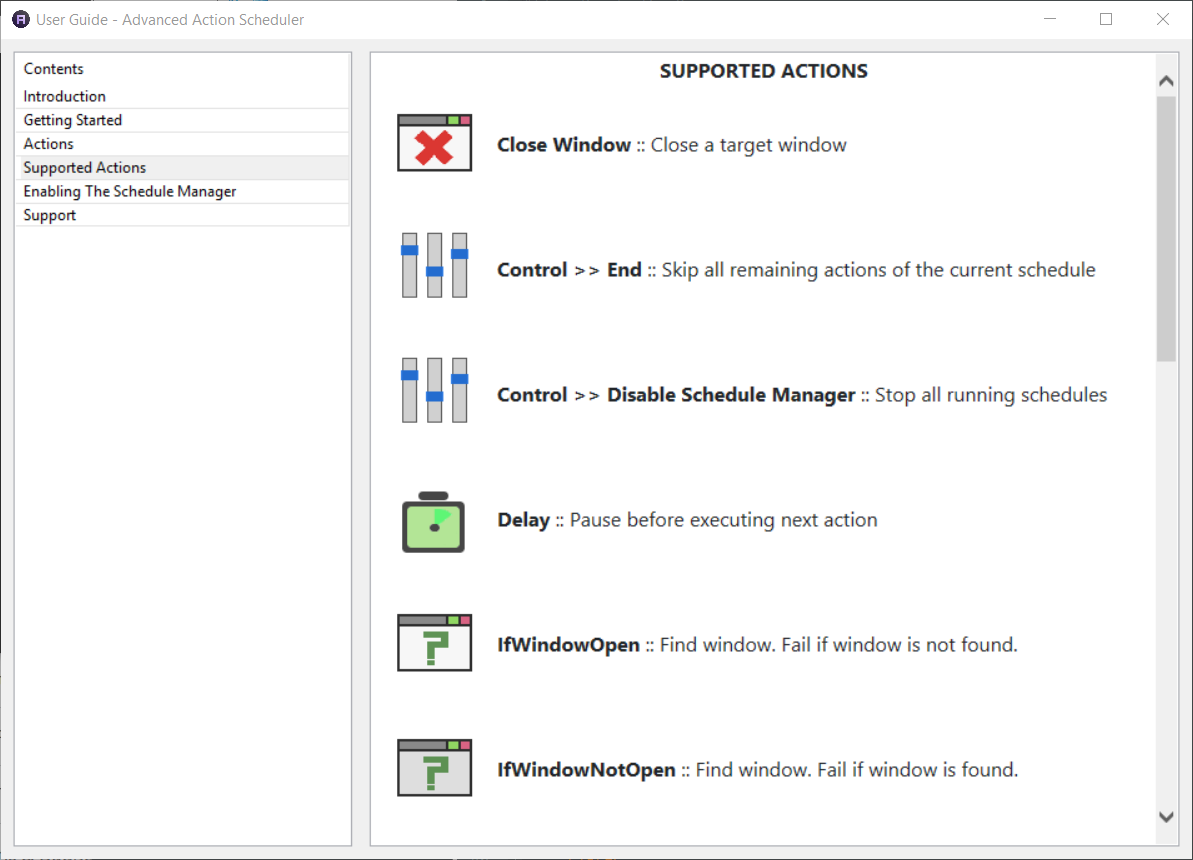 User Guide - Advanced Action Scheduler
Contents
Introduction
Getting Started
Actions
Supported Actions
Enabling The Schedule Manager
Support
SUPPORTED ACTIONS
Close Window :: Close a target window
Control >> End :: Skip all remaining actions of the current schedule
Control >> Disable Schedule Manager :: Stop all running schedules
Delay :: Pause before executing next action
IfWindowOpen :: Find window. Fail if window is not found.
IfWindowNotOpen :: Find window. Fail if window is found.